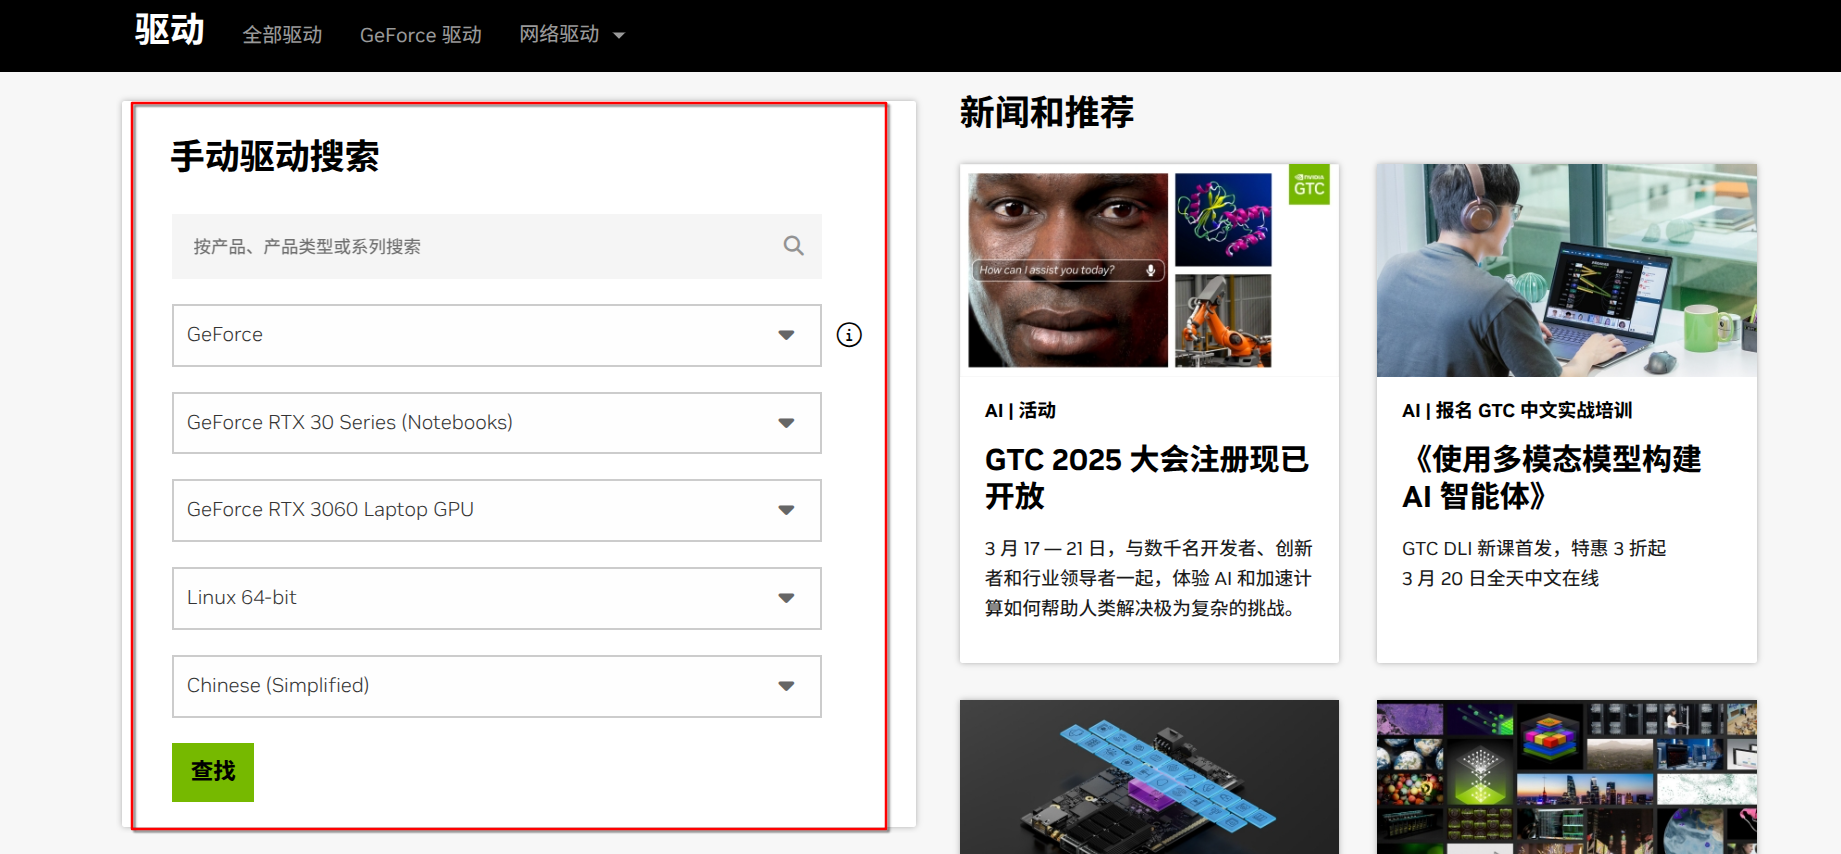 驱动
全部驱动
GeForce 驱动
网络驱动
手动驱动搜索
按产品、产品类型或系列搜索
GeForce
GeForce RTX 30 Series (Notebooks)
GeForce RTX 3060 Laptop GPU
Linux 64-bit
Chinese (Simplified)
查找
新闻和推荐
How can I assist you today?
NVIDIA
GTC
AI | 活动
GTC 2025 大会注册现已
开放
3 月 17 — 21 日，与数千名开发者、创新
者和行业领导者一起，体验 AI 和加速计
算如何帮助人类解决极为复杂的挑战。
AI | 报名 GTC 中文实战培训
《使用多模态模型构建
AI 智能体》
GTC DLI 新课首发，特惠 3 折起
3 月 20 日全天中文在线